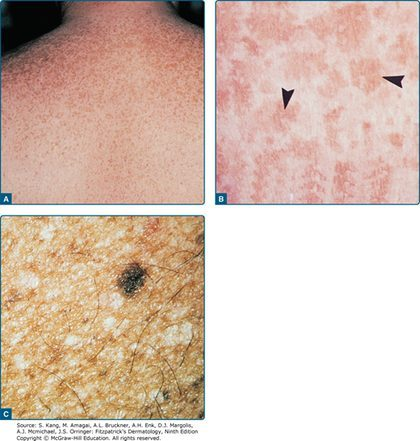 A
B
C
Source: S. Kang, M. Amagai, A.L. Bruckner, A.H. Enk, D.J. Margolis,
A.J. Mcmichael, J.S. Orringer: Fitzpatrick's Dermatology, Ninth Edition
Copyright © McGraw-Hill Education. All rights reserved.